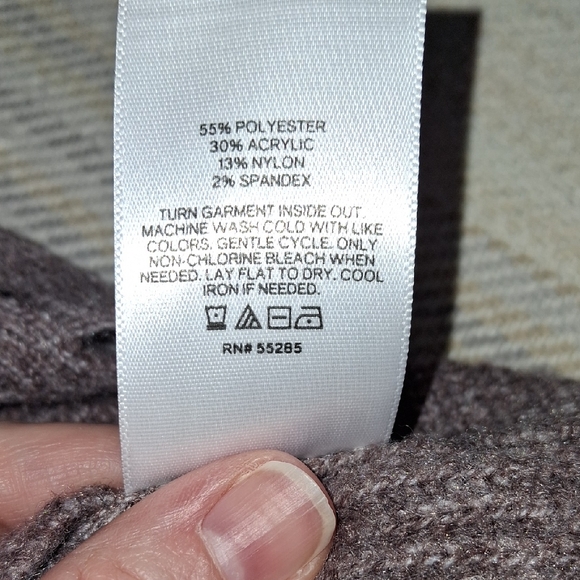 55% POLYESTER
30% ACRYLIC
13% NYLON
2% SPANDEX
TURN GARMENT INSIDE OUT.
MACHINE WASH COLD WITH LIKE
COLORS. GENTLE CYCLE. ONLY
NON-CHLORINE BLEACH WHEN
NEEDED. LAY FLAT TO DRY. COOL
IRON IF NEEDED.
RN# 55285